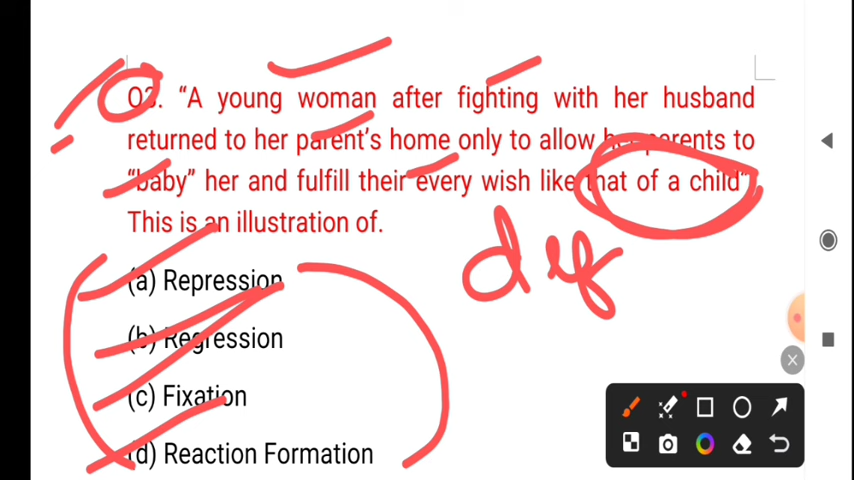 Q3. “A young woman after fighting with her husband
returned to her parent’s home only to allow her parents to
“baby” her and fulfill their every wish like that of a child”
This is an illustration of.
(a) Repression
(b) Regression
(c) Fixation
(d) Reaction Formation